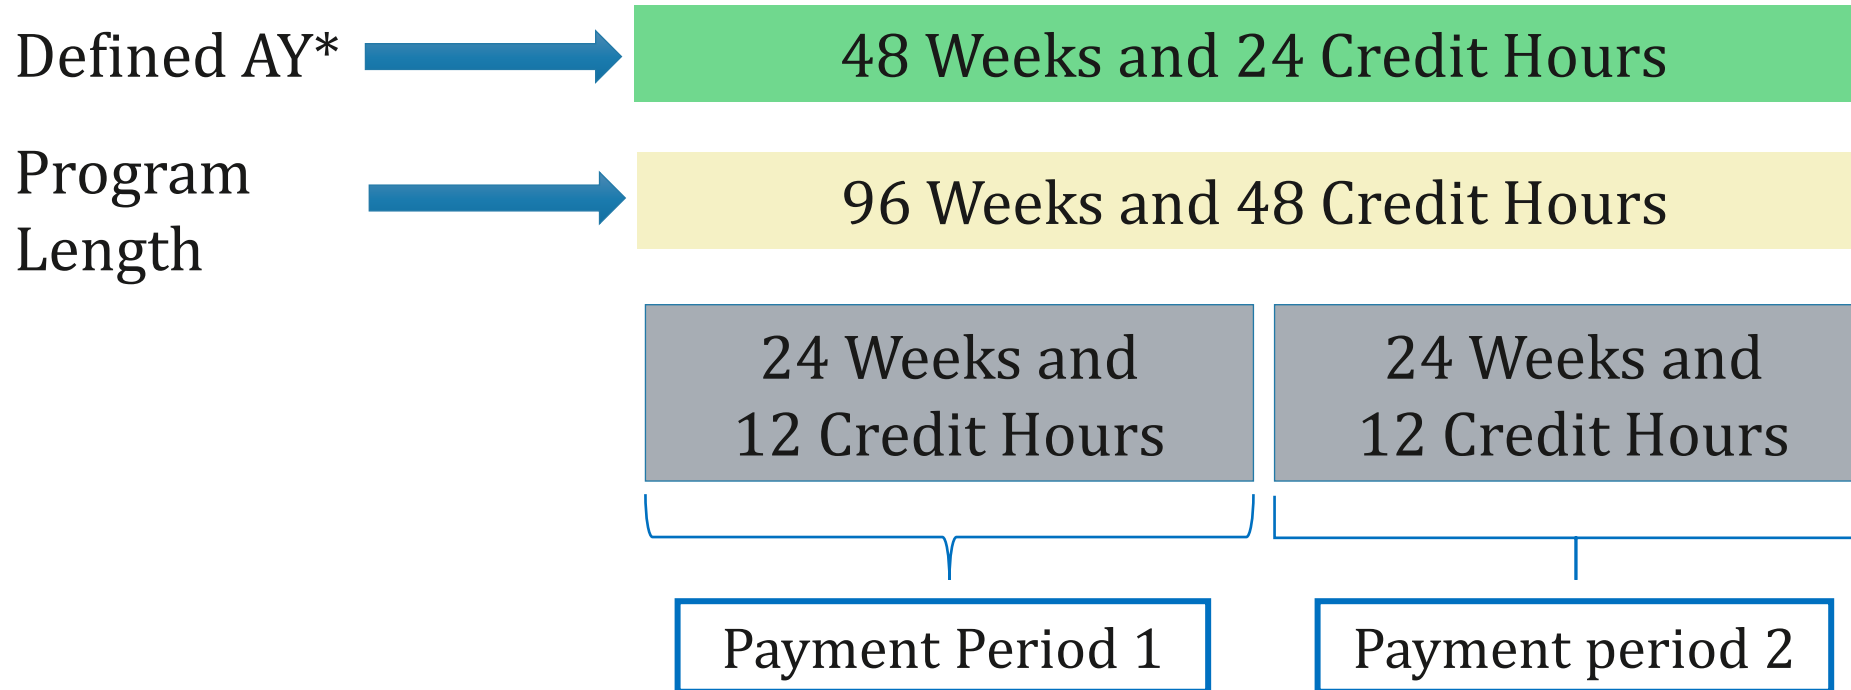 Defined AY*
48 Weeks and 24 Credit Hours
Program
Length
96 Weeks and 48 Credit Hours
24 Weeks and
12 Credit Hours
24 Weeks and
12 Credit Hours
Payment Period 1
Payment period 2